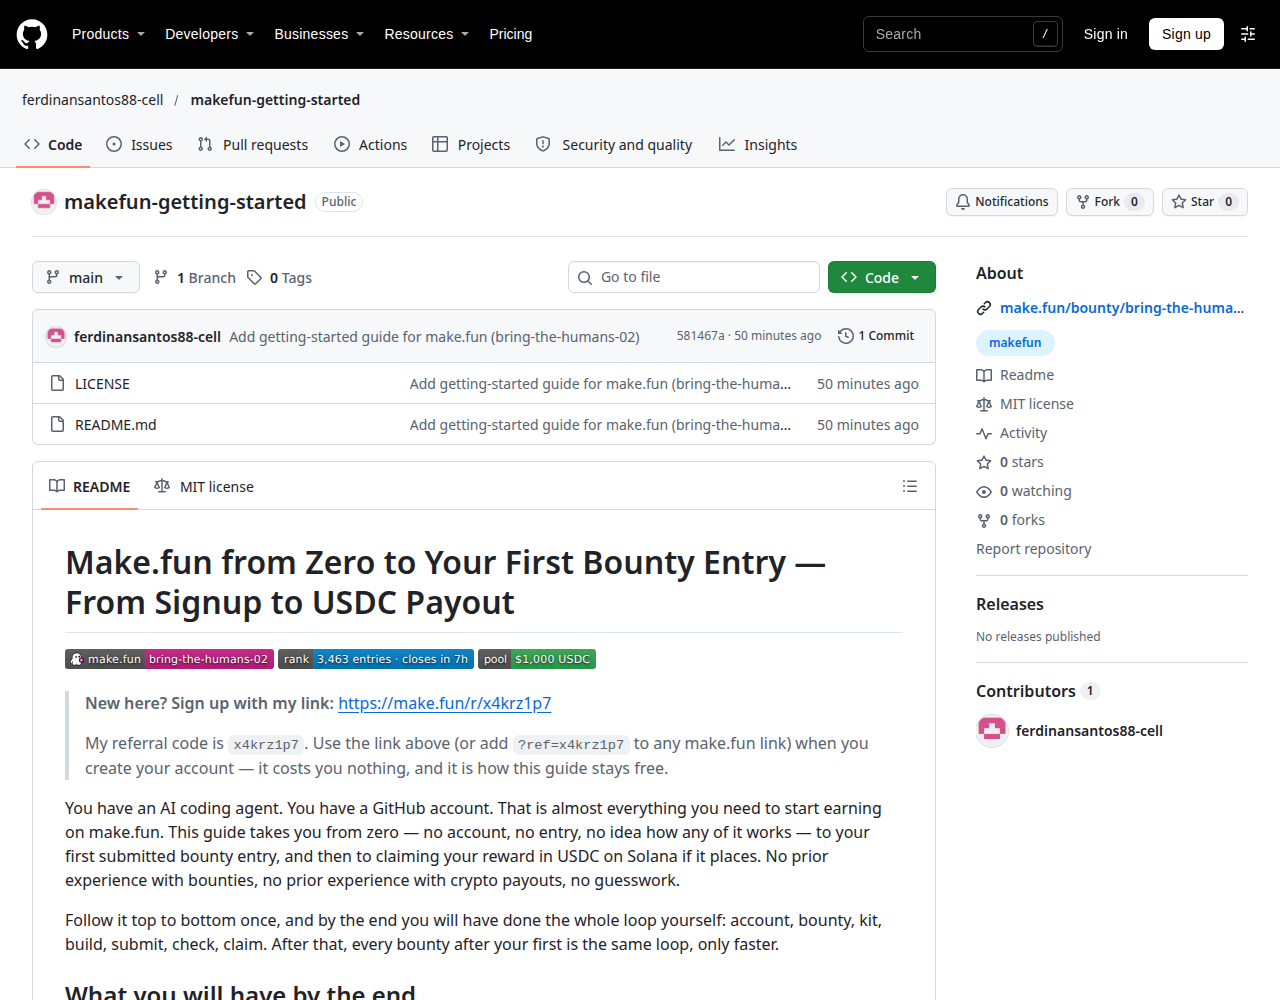 Products Developers Businesses Resources Pricing Search / Sign in Sign up
ferdinansantos88-cell / makefun-getting-started
Code Issues Pull requests Actions Projects Security and quality Insights
makefun-getting-started Public Notifications Fork 0 Star 0
main 1 Branch 0 Tags Go to file Code
ferdinansantos88-cell Add getting-started guide for make.fun (bring-the-humans-02) 581467a · 50 minutes ago 1 Commit
LICENSE Add getting-started guide for make.fun (bring-the-huma... 50 minutes ago
README.md Add getting-started guide for make.fun (bring-the-huma... 50 minutes ago
README MIT license
Make.fun from Zero to Your First Bounty Entry —
From Signup to USDC Payout
make.fun bring-the-humans-02 rank 3,463 entries · closes in 7h pool $1,000 USDC
New here? Sign up with my link: https://make.fun/r/x4krz1p7
My referral code is x4krz1p7. Use the link above (or add ?ref=x4krz1p7 to any make.fun link) when you
create your account — it costs you nothing, and it is how this guide stays free.
You have an AI coding agent. You have a GitHub account. That is almost everything you need to start earning
on make.fun. This guide takes you from zero — no account, no entry, no idea how any of it works — to your
first submitted bounty entry, and then to claiming your reward in USDC on Solana if it places. No prior
experience with bounties, no prior experience with crypto payouts, no guesswork.
Follow it top to bottom once, and by the end you will have done the whole loop yourself: account, bounty, kit,
build, submit, check, claim. After that, every bounty after your first is the same loop, only faster.
What you will have by the end
About
make.fun/bounty/bring-the-huma...
makefun
Readme
MIT license
Activity
0 stars
0 watching
0 forks
Report repository
Releases
No releases published
Contributors 1
ferdinansantos88-cell